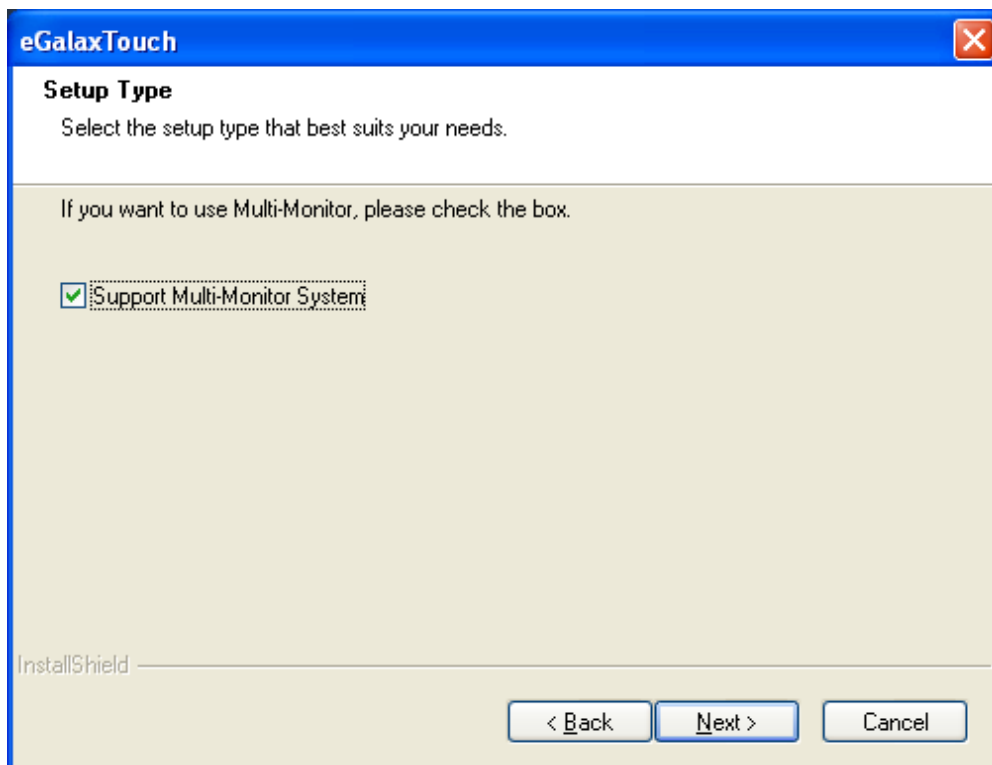 eGalaxTouch
Setup Type
Select the setup type that best suits your needs.
If you want to use Multi-Monitor, please check the box.
Support Multi-Monitor System
InstallShield
< Back Next > Cancel